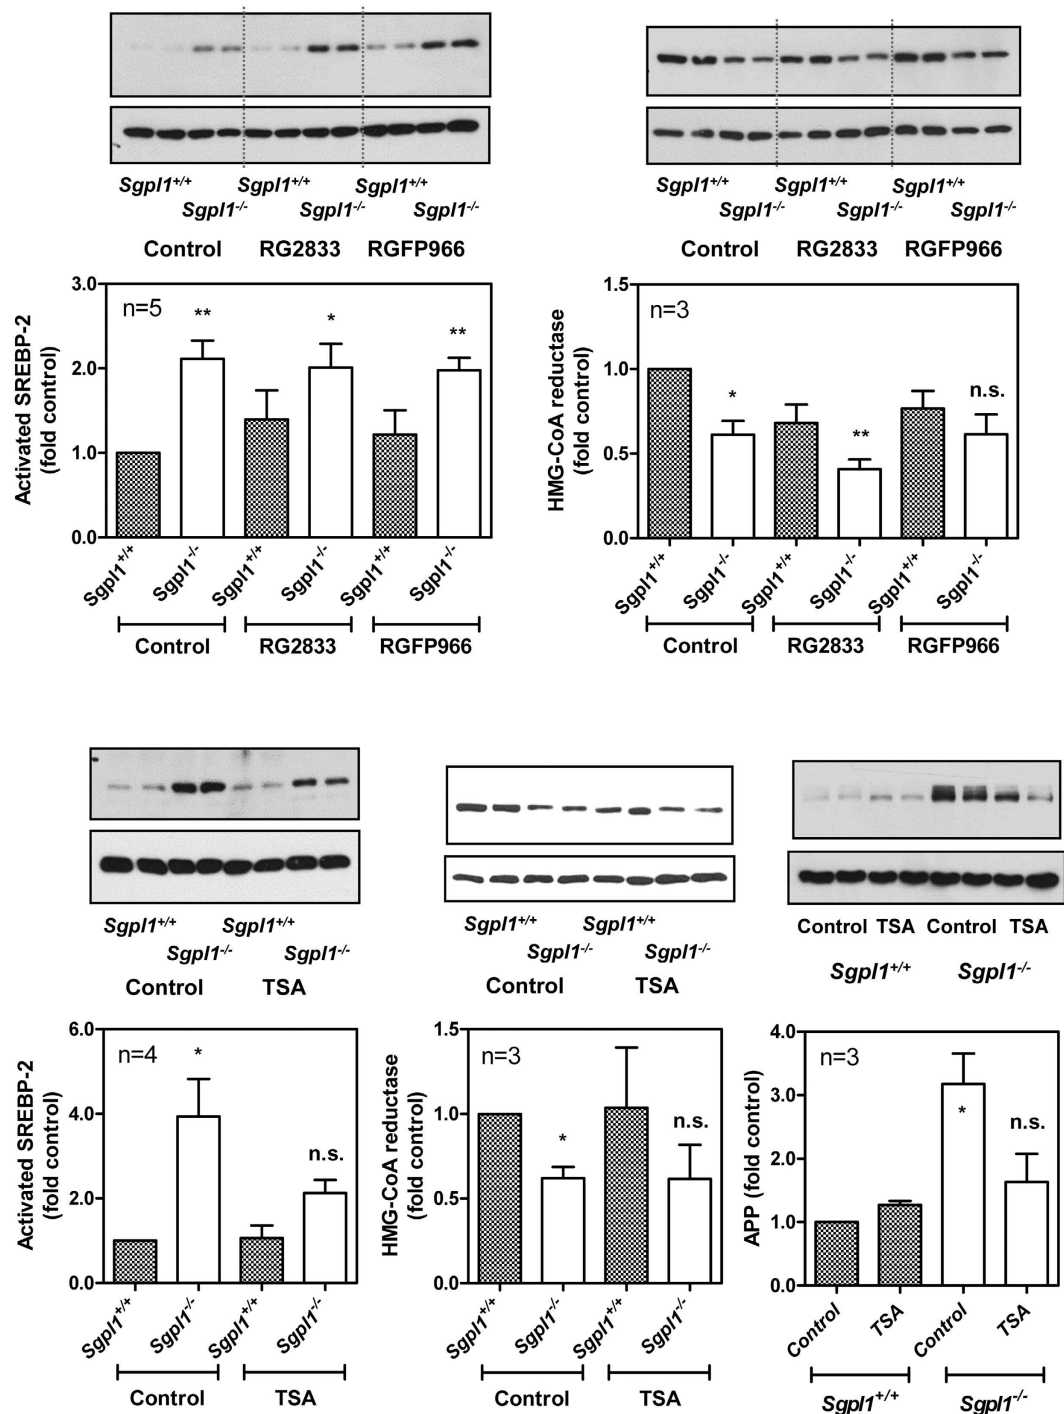 Sgpl1+/+ Sgpl1+/+ Sgpl1+/+
Sgpl1-/- Sgpl1-/- Sgpl1-/-
Control RG2833 RGFP966
3.0
2.0
1.0
0.0
Activated SREBP-2
(fold control)
n=5
** * **
Sgpl1+/+ Sgpl1-/- Sgpl1+/+ Sgpl1-/- Sgpl1+/+ Sgpl1-/-
Control RG2833 RGFP966
Sgpl1+/+ Sgpl1+/+ Sgpl1+/+
Sgpl1-/- Sgpl1-/- Sgpl1-/-
Control RG2833 RGFP966
1.5
1.0
0.5
0.0
HMG-CoA reductase
(fold control)
n=3
* ** n.s.
Sgpl1+/+ Sgpl1-/- Sgpl1+/+ Sgpl1-/- Sgpl1+/+ Sgpl1-/-
Control RG2833 RGFP966
Sgpl1+/+ Sgpl1+/+
Sgpl1-/- Sgpl1-/-
Control TSA
6.0
4.0
2.0
0.0
Activated SREBP-2
(fold control)
n=4
* n.s.
Sgpl1+/+ Sgpl1-/- Sgpl1+/+ Sgpl1-/-
Control TSA
Sgpl1+/+ Sgpl1+/+
Sgpl1-/- Sgpl1-/-
Control TSA
1.5
1.0
0.5
0.0
HMG-CoA reductase
(fold control)
n=3
* n.s.
Sgpl1+/+ Sgpl1-/- Sgpl1+/+ Sgpl1-/-
Control TSA
Control TSA Control TSA
Sgpl1+/+ Sgpl1-/-
4.0
3.0
2.0
1.0
0.0
APP (fold control)
n=3
* n.s.
Control TSA Control TSA
Sgpl1+/+ Sgpl1-/-